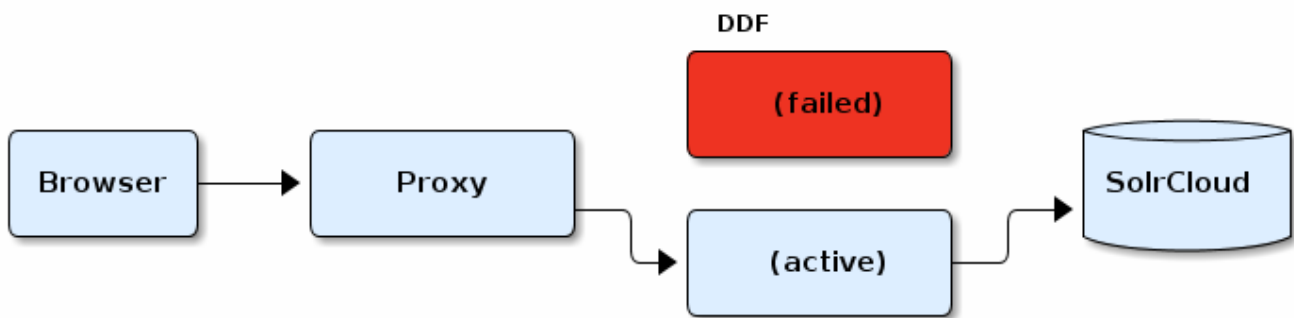 DDF
(failed)
Browser
Proxy
(active)
SolrCloud